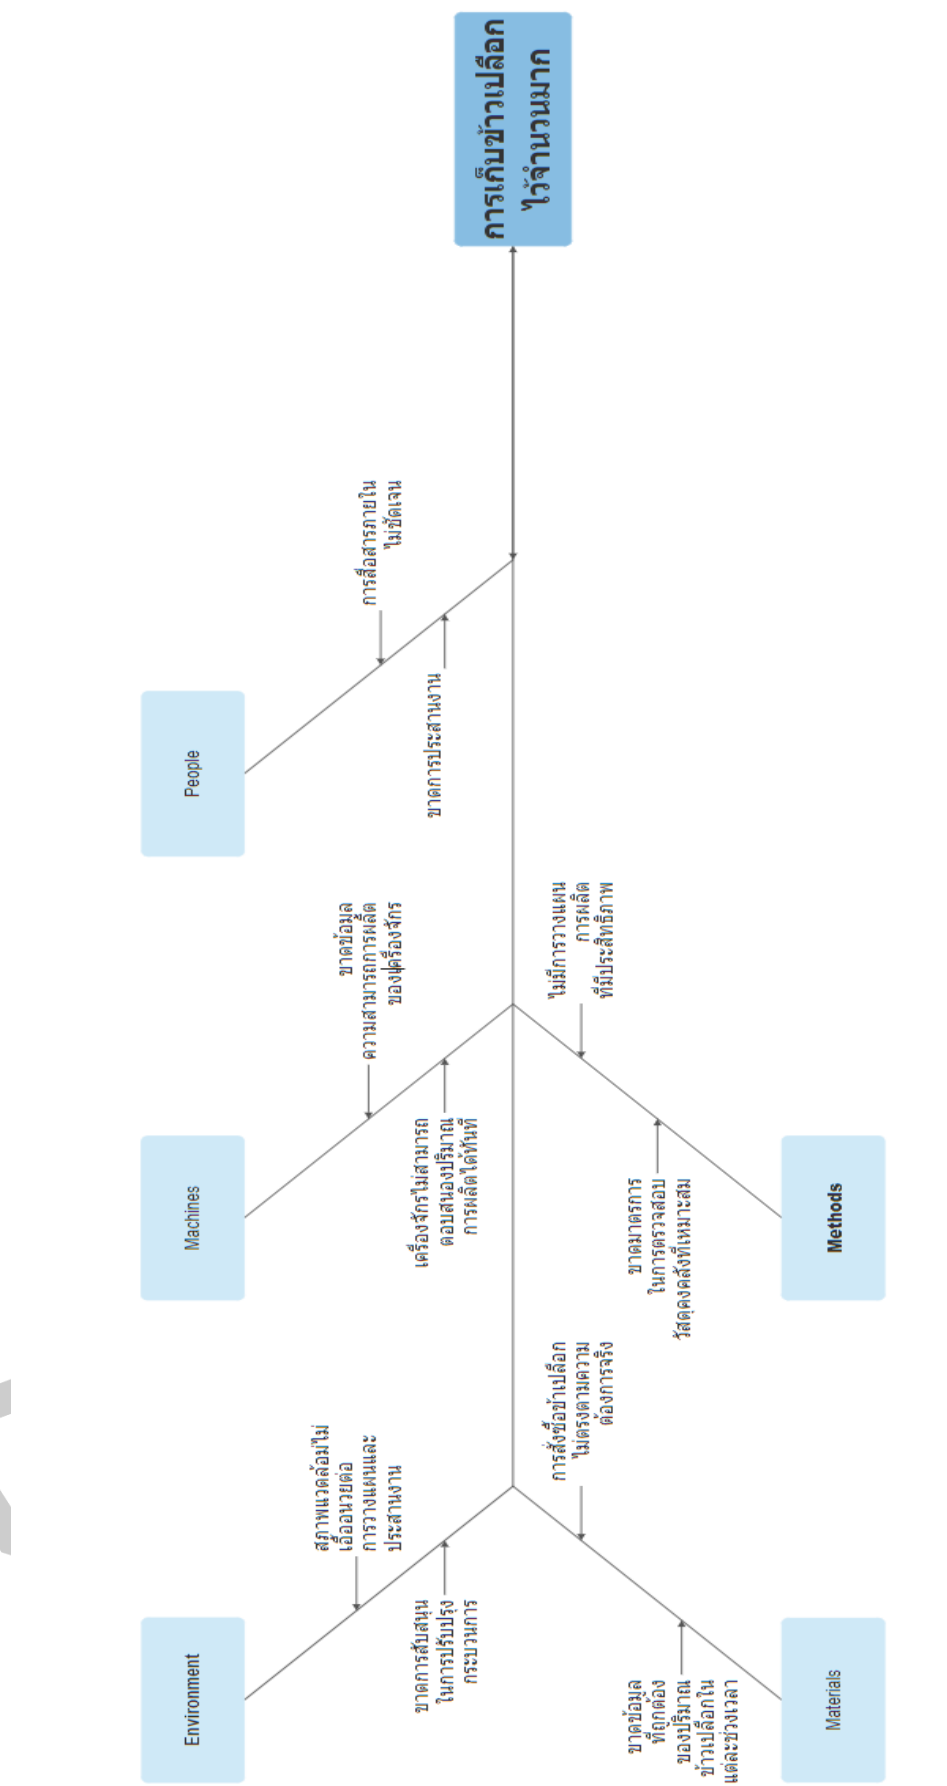 Environment
Machines
People
สภาพแวดล้อมไม่
เอื้ออนวยต่อ
การวางแผนและ
ประสานงาน
ขาดการสับสนุน
ในการปรับปรุง
กระบวนการ
ขาดข้อมูล
ความสามารถการผลิต
ของเครื่องจักร
เครื่องจักรไม่สามารถ
ตอบสนองปริมาณ
การผลิตได้ทันที
การสื่อสารภายใน
ไม่ชัดเจน
ขาดการประสานงาน
การเก็บข้าวเปลือก
ไว้จำนวนมาก
การสั่งซื้อข้าเปลือก
ไม่ตรงตามความ
ต้องการจริง
ขาดข้อมูล
ที่ถูกต้อง
ของปริมาณ
ข้าวเปลือกใน
แต่ละช่วงเวลา
ไม่มีการวางแผน
การผลิต
ที่มีประสิทธิภาพ
ขาดมาตรการ
ในการตรวจสอบ
วัสดุคงคลังที่เหมาะสม
Materials
Methods